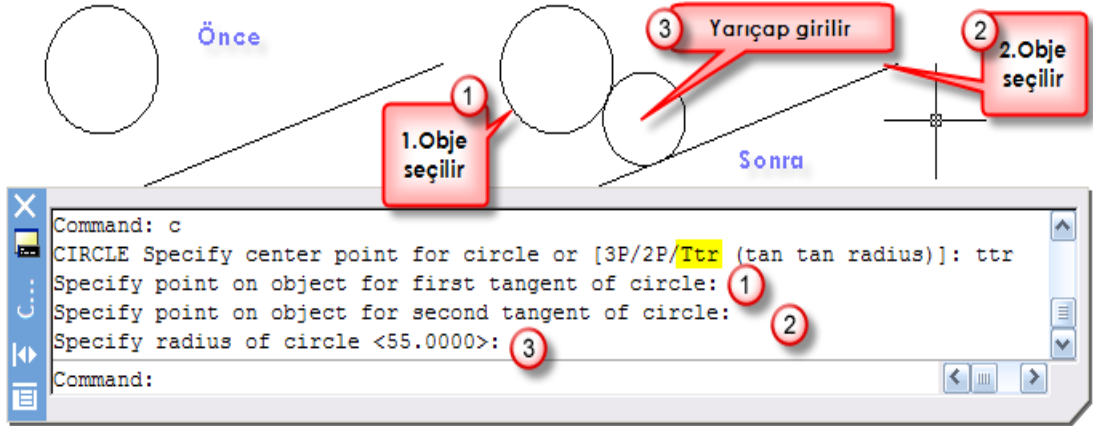 Önce
1
1.Obje
seçilir
3
Yarıçap girilir
2
2.Obje
seçilir
Sonra
Command: c
CIRCLE Specify center point for circle or [3P/2P/Ttr (tan tan radius)]: ttr
Specify point on object for first tangent of circle: 1
Specify point on object for second tangent of circle: 2
Specify radius of circle <55.0000>: 3
Command:
C...